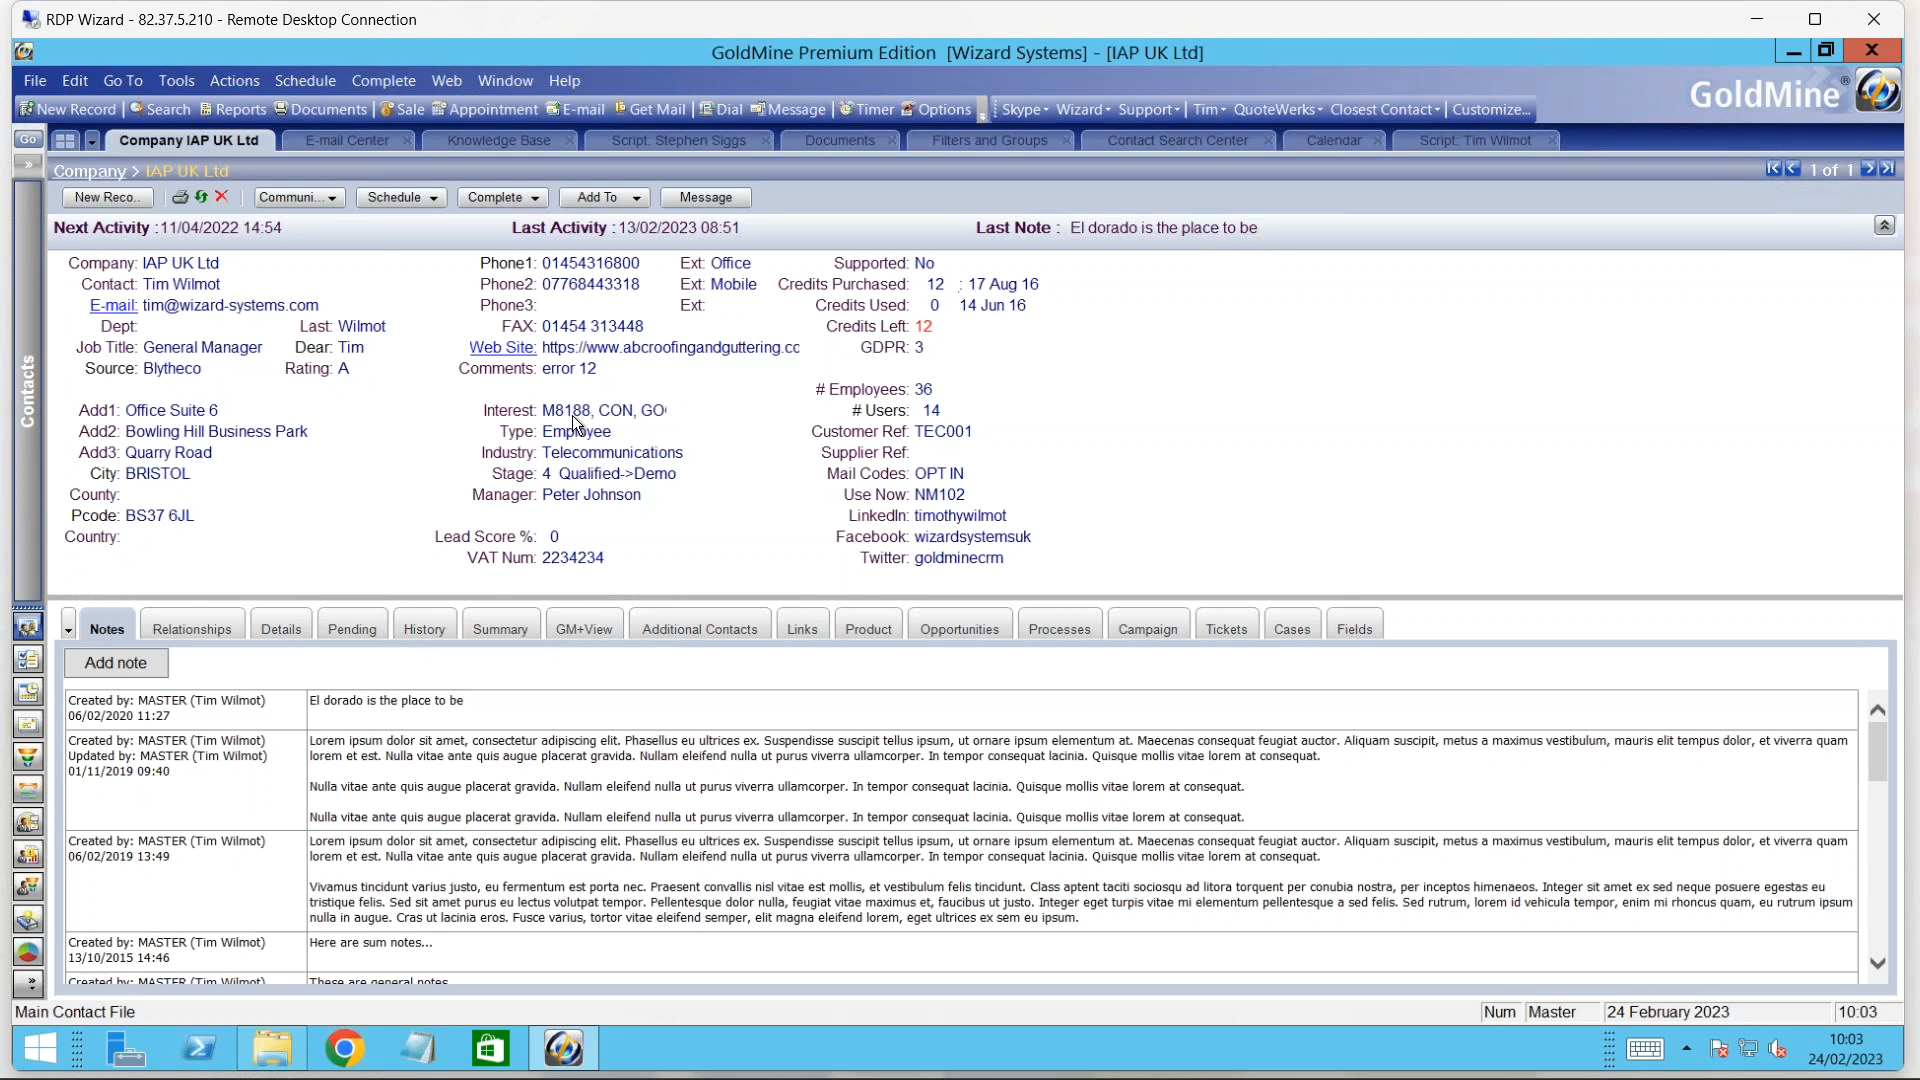 RDP Wizard - 82.37.5.210 - Remote Desktop Connection
GoldMine Premium Edition [Wizard Systems] - [IAP UK Ltd]
File Edit Go To Tools Actions Schedule Complete Web Window Help
GoldMine®
New Record Search Reports Documents Sale Appointment E-mail Get Mail Dial Message Timer Options Skype Wizard Support Tim QuoteWerks Closest Contact Customize...
Go Company IAP UK Ltd E-mail Center Knowledge Base Script: Stephen Siggs Documents Filters and Groups Contact Search Center Calendar Script: Tim Wilmot
Company > IAP UK Ltd 1 of 1
New Reco.. Communi... Schedule Complete Add To Message
Next Activity : 11/04/2022 14:54 Last Activity : 13/02/2023 08:51 Last Note : El dorado is the place to be
Contacts
Company: IAP UK Ltd Phone1: 01454316800 Ext: Office Supported: No
Contact: Tim Wilmot Phone2: 07768443318 Ext: Mobile Credits Purchased: 12 : 17 Aug 16
E-mail: tim@wizard-systems.com Phone3: Ext: Credits Used: 0 14 Jun 16
Dept: Last: Wilmot FAX: 01454 313448 Credits Left: 12
Job Title: General Manager Dear: Tim Web Site: https://www.abcroofingandguttering.cc GDPR: 3
Source: Blytheco Rating: A Comments: error 12
# Employees: 36
Add1: Office Suite 6 Interest: M8188, CON, GO # Users: 14
Add2: Bowling Hill Business Park Type: Employee Customer Ref: TEC001
Add3: Quarry Road Industry: Telecommunications Supplier Ref:
City: BRISTOL Stage: 4 Qualified->Demo Mail Codes: OPT IN
County: Manager: Peter Johnson Use Now: NM102
Pcode: BS37 6JL LinkedIn: timothywilmot
Country: Lead Score %: 0 Facebook: wizardsystemsuk
VAT Num: 2234234 Twitter: goldminecrm
Notes Relationships Details Pending History Summary GM+View Additional Contacts Links Product Opportunities Processes Campaign Tickets Cases Fields
Add note
Created by: MASTER (Tim Wilmot) El dorado is the place to be
06/02/2020 11:27
Created by: MASTER (Tim Wilmot) Lorem ipsum dolor sit amet, consectetur adipiscing elit. Phasellus eu ultrices ex. Suspendisse suscipit tellus ipsum, ut ornare ipsum elementum at. Maecenas consequat feugiat auctor. Aliquam suscipit, metus a maximus vestibulum, mauris elit tempus dolor, et viverra quam
Updated by: MASTER (Tim Wilmot) lorem et est. Nulla vitae ante quis augue placerat gravida. Nullam eleifend nulla ut purus viverra ullamcorper. In tempor consequat lacinia. Quisque mollis vitae lorem at consequat.
01/11/2019 09:40
Nulla vitae ante quis augue placerat gravida. Nullam eleifend nulla ut purus viverra ullamcorper. In tempor consequat lacinia. Quisque mollis vitae lorem at consequat.
Nulla vitae ante quis augue placerat gravida. Nullam eleifend nulla ut purus viverra ullamcorper. In tempor consequat lacinia. Quisque mollis vitae lorem at consequat.
Created by: MASTER (Tim Wilmot) Lorem ipsum dolor sit amet, consectetur adipiscing elit. Phasellus eu ultrices ex. Suspendisse suscipit tellus ipsum, ut ornare ipsum elementum at. Maecenas consequat feugiat auctor. Aliquam suscipit, metus a maximus vestibulum, mauris elit tempus dolor, et viverra quam
06/02/2019 13:49 lorem et est. Nulla vitae ante quis augue placerat gravida. Nullam eleifend nulla ut purus viverra ullamcorper. In tempor consequat lacinia. Quisque mollis vitae lorem at consequat.
Vivamus tincidunt varius justo, eu fermentum est porta nec. Praesent convallis nisl vitae est mollis, et vestibulum felis tincidunt. Class aptent taciti sociosqu ad litora torquent per conubia nostra, per inceptos himenaeos. Integer sit amet ex sed neque posuere egestas eu
tristique felis. Sed sit amet purus eu lectus volutpat tempor. Pellentesque dolor nulla, feugiat vitae maximus et, faucibus ut justo. Integer eget turpis vitae mi elementum pellentesque a sed felis. Sed rutrum, lorem id vehicula tempor, enim mi rhoncus quam, eu rutrum ipsum
nulla in augue. Cras ut lacinia eros. Fusce varius, tortor vitae eleifend semper, elit magna eleifend lorem, eget ultrices ex sem eu ipsum.
Created by: MASTER (Tim Wilmot) Here are sum notes...
13/10/2015 14:46
Created by: MASTER (Tim Wilmot) These are general notes
Main Contact File Num Master 24 February 2023 10:03
10:03
24/02/2023